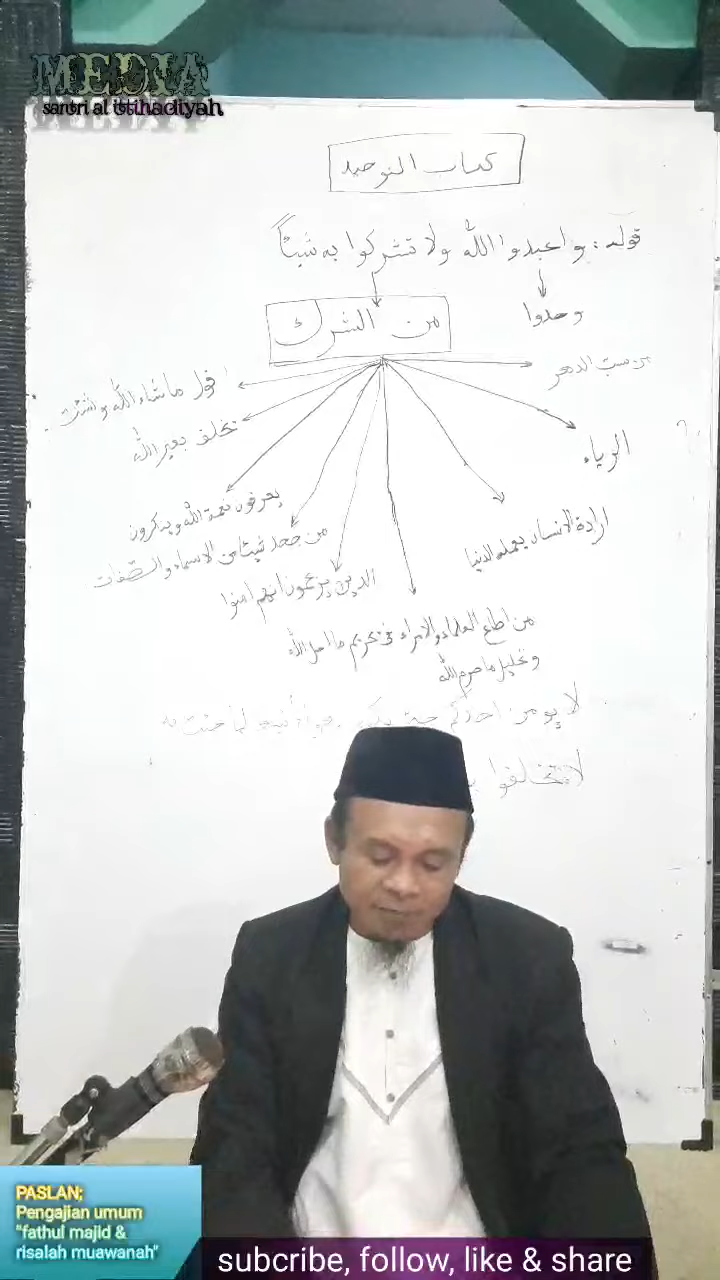 MEDIA
santri al ittihadiyah
كتاب التوحيد
قوله: واعبدوا الله ولا تشركوا به شيئاً
وحدوا
من الشرك
من سب الدهر
قول ما شاء الله وشئت
تخلف بغير الله
الرياء
يعرفون نعمة الله وينكرون
ارادة الانسان بعمله الدنيا
من جحد شيئا من الاسماء والصفات
الذين يزعمون انهم امنوا
من اطاع العلماء والامراء في تحريم ما احل الله
وتحليل ما حرم الله
لا يؤمن احدكم حتى يكون هواه تبعا لما جئت به
لا تخلفوا
PASLAN;
Pengajian umum
"fathul majid &
risalah muawanah"
subcribe, follow, like & share